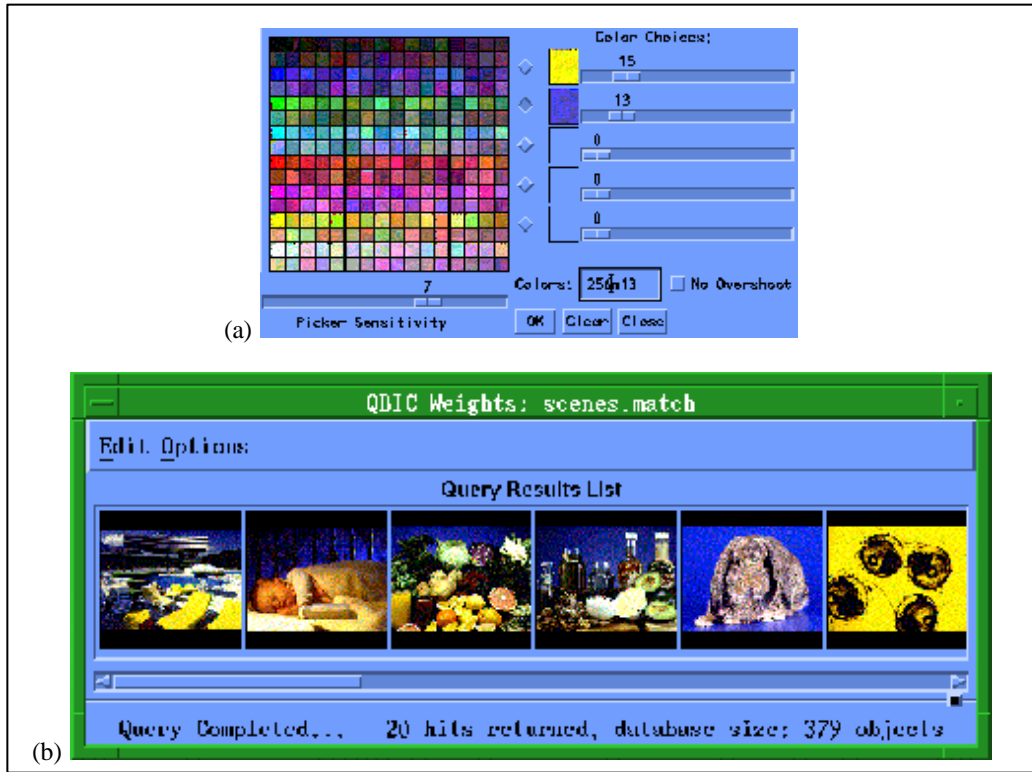 Color Choices:
15
13
0
0
0
7
Colors: 256n13 No Overshoot
Picker Sensitivity OK Clear Close
(a)
QBIC Weights: scenes.match
Edit Options
Query Results List
Query Completed... 20 hits returned, database size: 379 objects
(b)